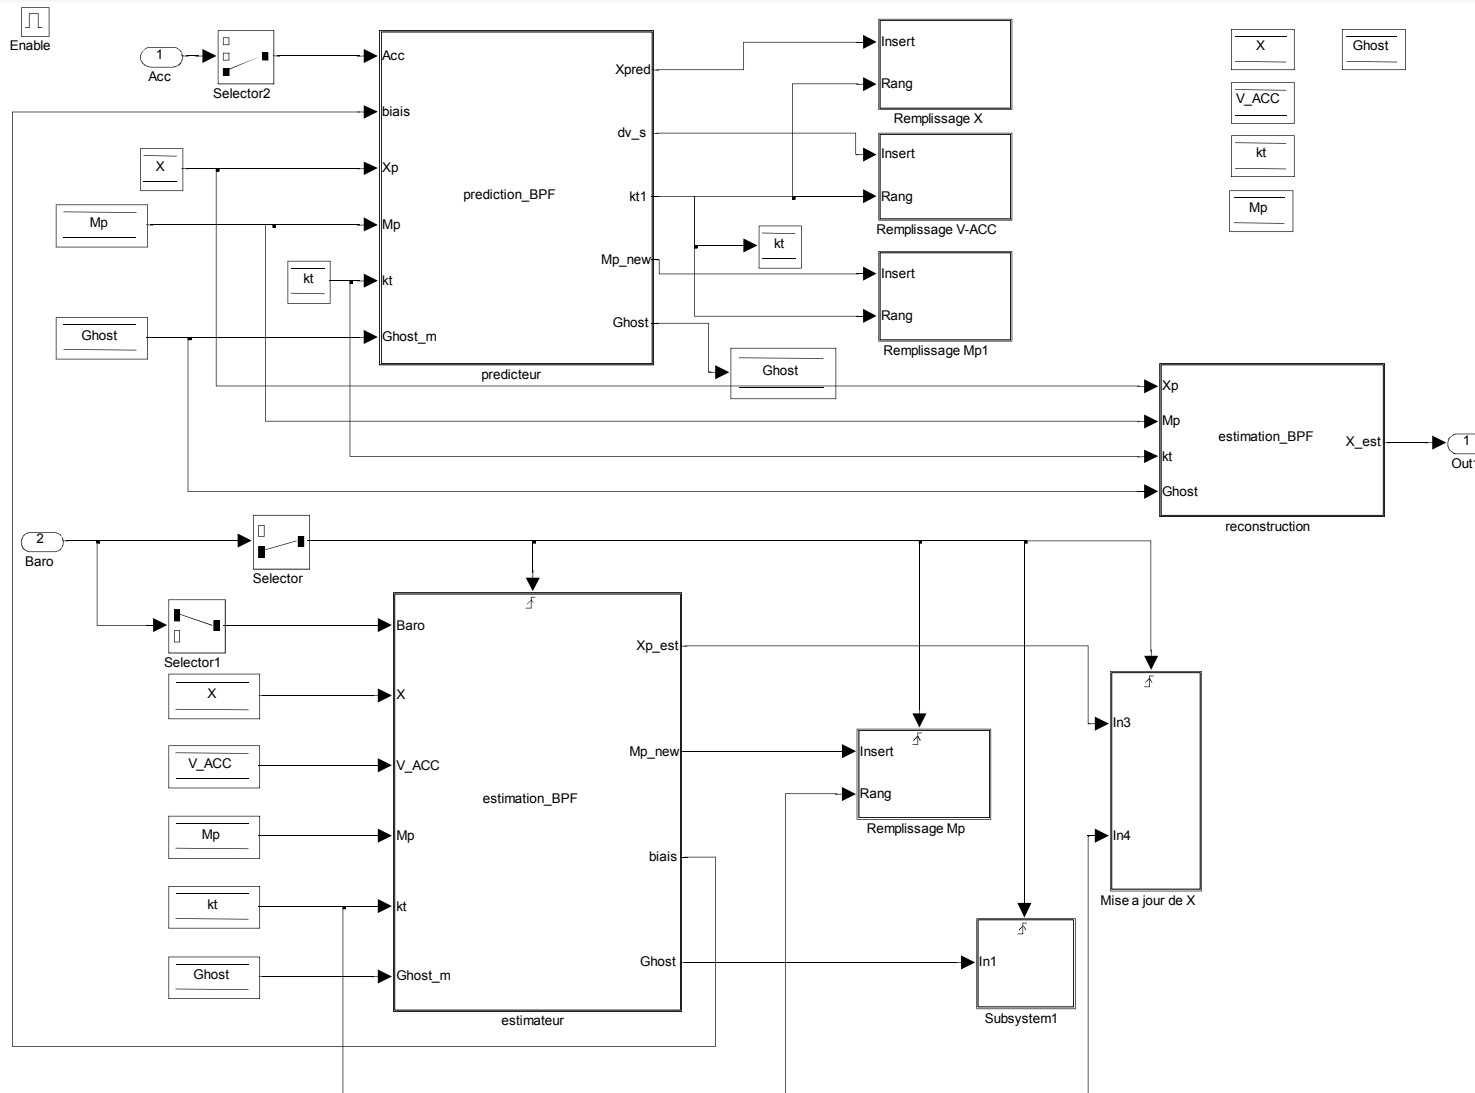 Enable
1
Acc
Selector2
Acc
biais
Xp
Mp
kt
Ghost_m
prediction_BPF
Xpred
dv_s
kt1
Mp_new
Ghost
predicteur
X
Mp
kt
Ghost
Insert
Rang
Remplissage X
Insert
Rang
Remplissage V-ACC
kt
Insert
Rang
Remplissage Mp1
Ghost
X
Ghost
V_ACC
kt
Mp
Xp
Mp
kt
Ghost
estimation_BPF
X_est
reconstruction
1
Out1
2
Baro
Selector
Selector1
X
V_ACC
Mp
kt
Ghost
Baro
X
V_ACC
Mp
kt
Ghost_m
estimation_BPF
Xp_est
Mp_new
biais
Ghost
estimateur
Insert
Rang
Remplissage Mp
In1
Subsystem1
In3
In4
Mise a jour de X